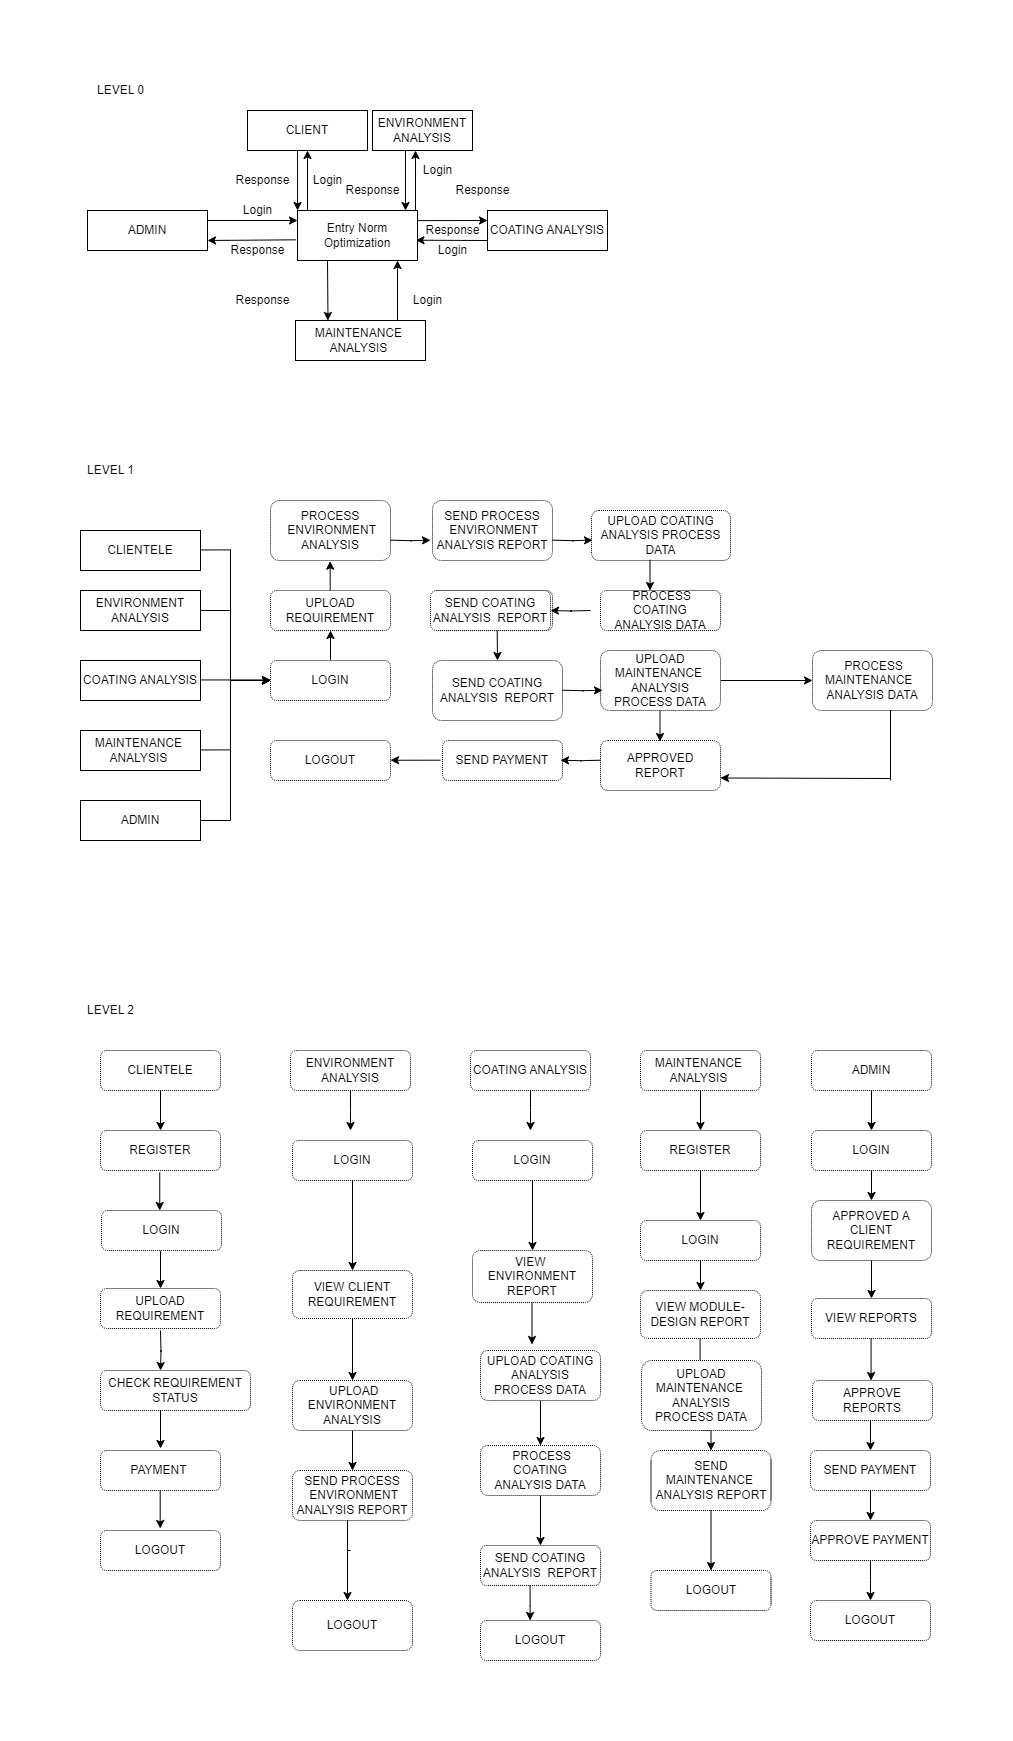 LEVEL 0
CLIENT
ENVIRONMENT
ANALYSIS
Response
Login
Response
Login
Response
ADMIN
Login
Response
Entry Norm
Optimization
Response
Login
COATING ANALYSIS
Response
Login
MAINTENANCE
ANALYSIS
LEVEL 1
CLIENTELE
ENVIRONMENT
ANALYSIS
COATING ANALYSIS
MAINTENANCE
ANALYSIS
ADMIN
PROCESS
ENVIRONMENT
ANALYSIS
SEND PROCESS
ENVIRONMENT
ANALYSIS REPORT
UPLOAD COATING
ANALYSIS PROCESS
DATA
UPLOAD
REQUIREMENT
SEND COATING
ANALYSIS REPORT
PROCESS
COATING
ANALYSIS DATA
LOGIN
SEND COATING
ANALYSIS REPORT
UPLOAD
MAINTENANCE
ANALYSIS
PROCESS DATA
PROCESS
MAINTENANCE
ANALYSIS DATA
LOGOUT
SEND PAYMENT
APPROVED
REPORT
LEVEL 2
CLIENTELE
REGISTER
LOGIN
UPLOAD
REQUIREMENT
CHECK REQUIREMENT
STATUS
PAYMENT
LOGOUT
ENVIRONMENT
ANALYSIS
LOGIN
VIEW CLIENT
REQUIREMENT
UPLOAD
ENVIRONMENT
ANALYSIS
SEND PROCESS
ENVIRONMENT
ANALYSIS REPORT
LOGOUT
COATING ANALYSIS
LOGIN
VIEW
ENVIRONMENT
REPORT
UPLOAD COATING
ANALYSIS
PROCESS DATA
PROCESS
COATING
ANALYSIS DATA
SEND COATING
ANALYSIS REPORT
LOGOUT
MAINTENANCE
ANALYSIS
REGISTER
LOGIN
VIEW MODULE-
DESIGN REPORT
UPLOAD
MAINTENANCE
ANALYSIS
PROCESS DATA
SEND
MAINTENANCE
ANALYSIS REPORT
LOGOUT
ADMIN
LOGIN
APPROVED A
CLIENT
REQUIREMENT
VIEW REPORTS
APPROVE
REPORTS
SEND PAYMENT
APPROVE PAYMENT
LOGOUT